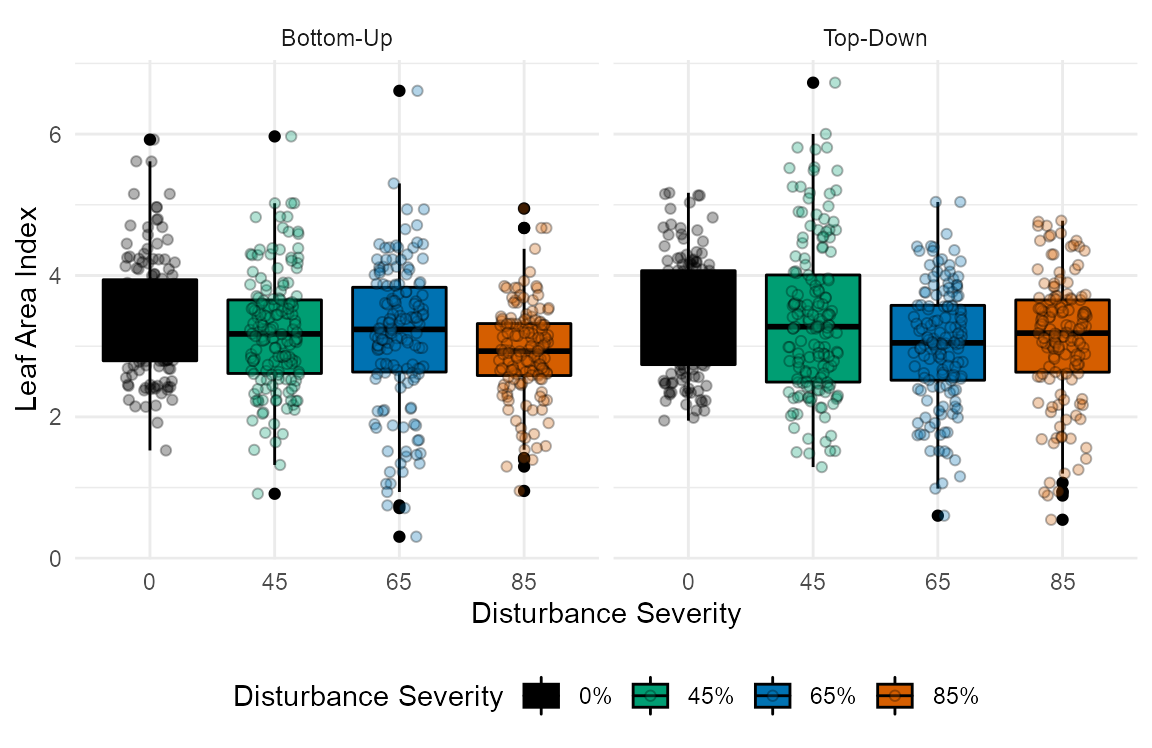 Bottom-Up Top-Down
Leaf Area Index
6
4
2
0
0 45 65 85 0 45 65 85
Disturbance Severity
Disturbance Severity 0% 45% 65% 85%